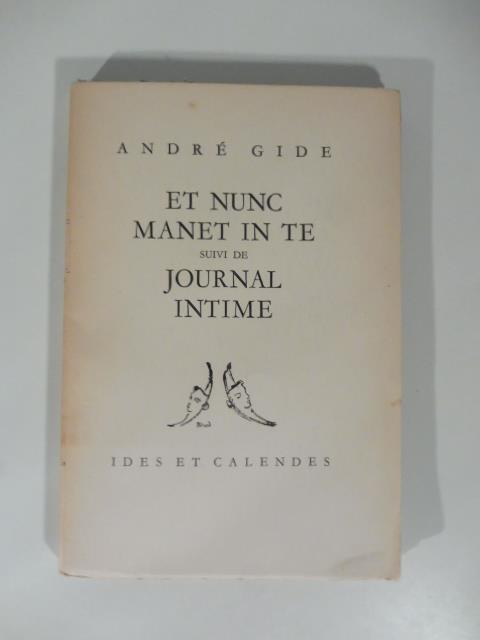 ANDRÉ GIDE
ET NUNC
MANET IN TE
SUIVI DE
JOURNAL
INTIME
IDES ET CALENDES